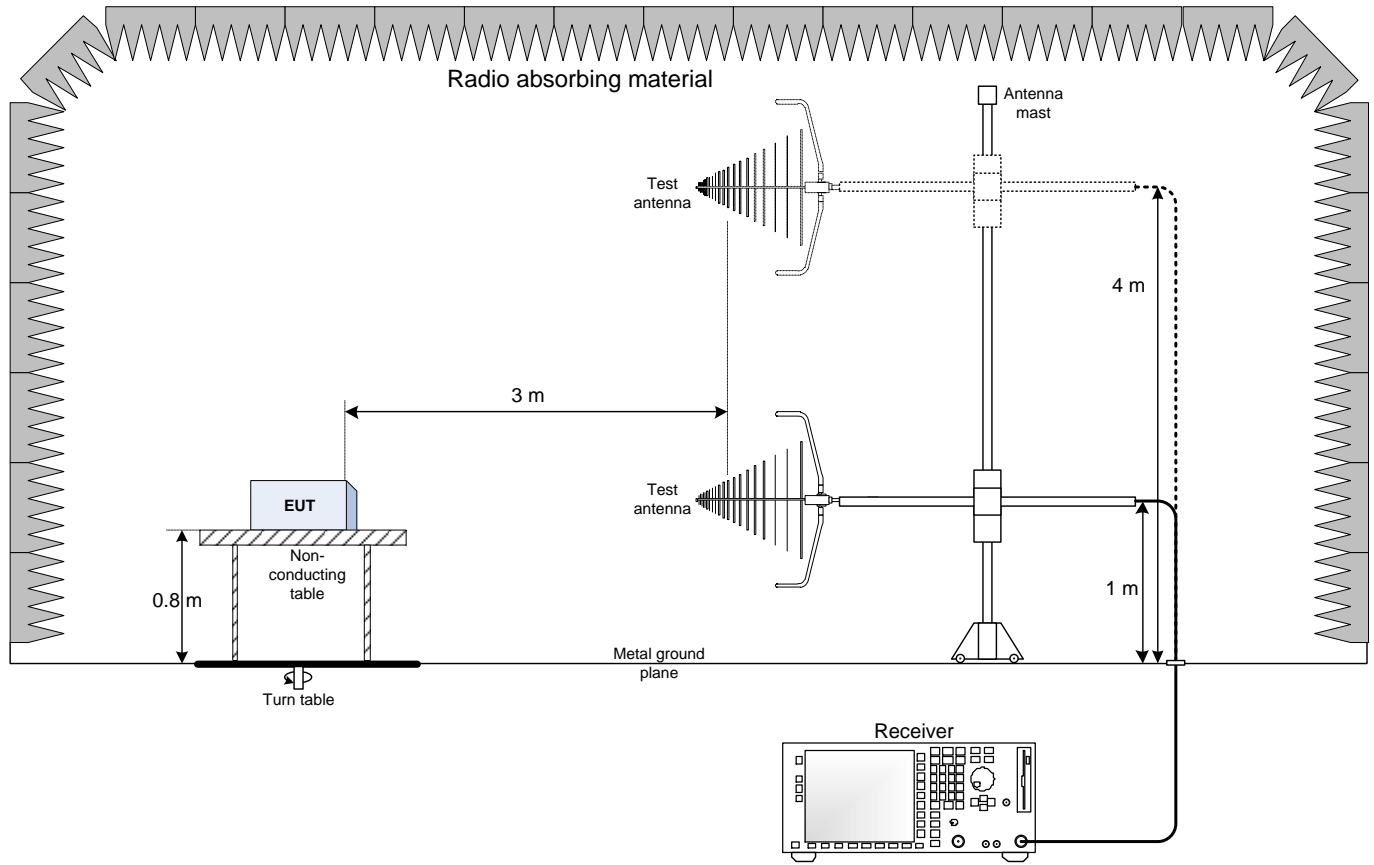 Radio absorbing material
Antenna
mast
Test
antenna
4 m
3 m
Test
antenna
EUT
Non-
conducting
table
0.8 m
1 m
Metal ground
plane
Turn table
Receiver